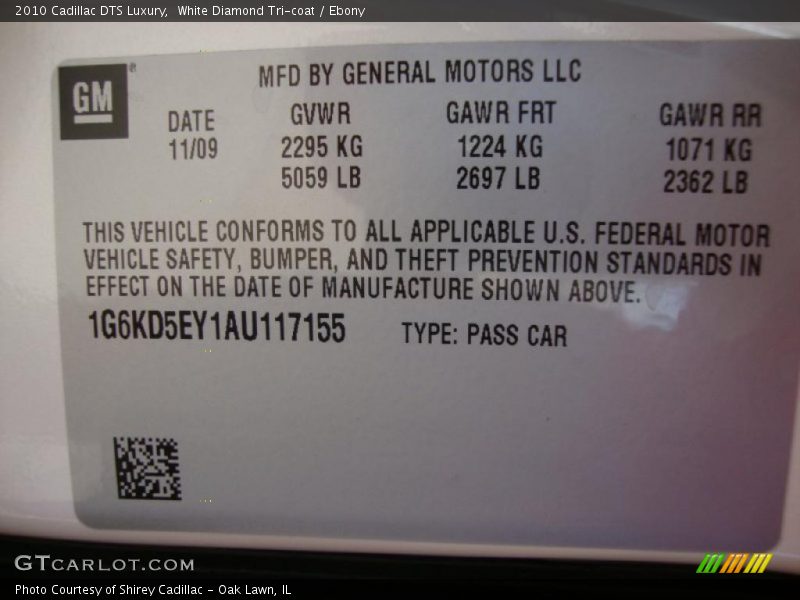 2010 Cadillac DTS Luxury,  White Diamond Tri-coat / Ebony
GM®
MFD BY GENERAL MOTORS LLC
DATE GVWR GAWR FRT GAWR RR
11/09 2295 KG 1224 KG 1071 KG
5059 LB 2697 LB 2362 LB
THIS VEHICLE CONFORMS TO ALL APPLICABLE U.S. FEDERAL MOTOR
VEHICLE SAFETY, BUMPER, AND THEFT PREVENTION STANDARDS IN
EFFECT ON THE DATE OF MANUFACTURE SHOWN ABOVE.
1G6KD5EY1AU117155 TYPE: PASS CAR
GTCARLOT.COM
Photo Courtesy of Shirey Cadillac - Oak Lawn, IL